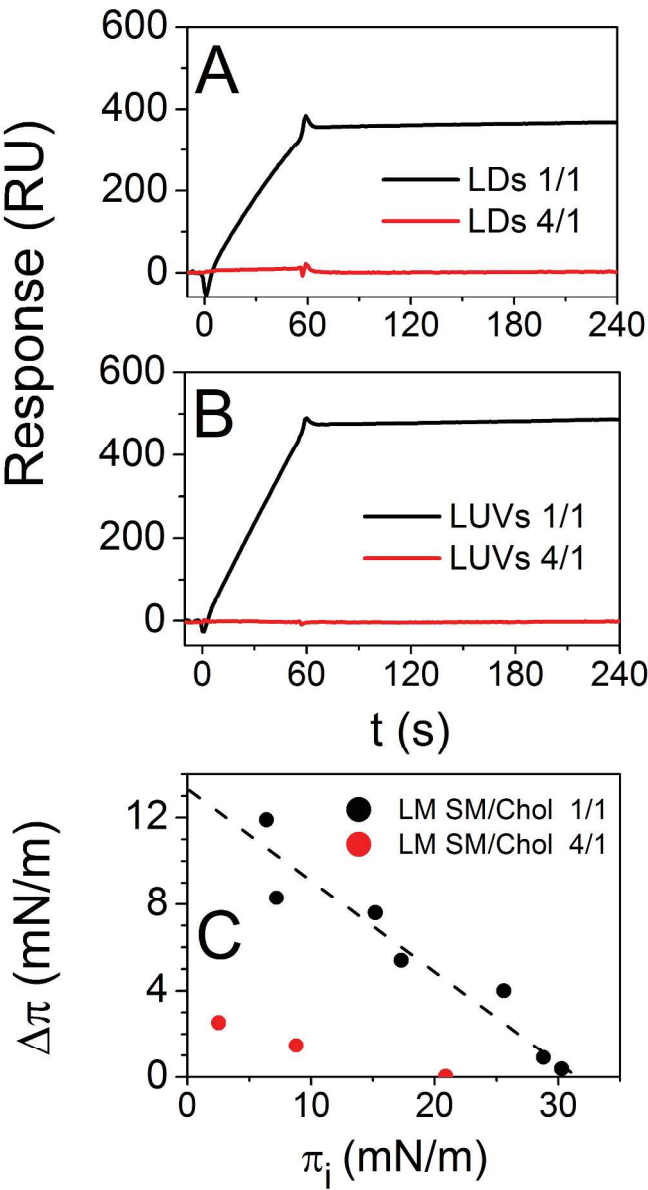 Response (RU)
600
400
200
0
A
LDs 1/1
LDs 4/1
0 60 120 180 240
600
400
200
0
B
LUVs 1/1
LUVs 4/1
0 60 120 180 240
t (s)
Δπ (mN/m)
12
8
4
0
LM SM/Chol 1/1
LM SM/Chol 4/1
C
0 10 20 30
πi (mN/m)